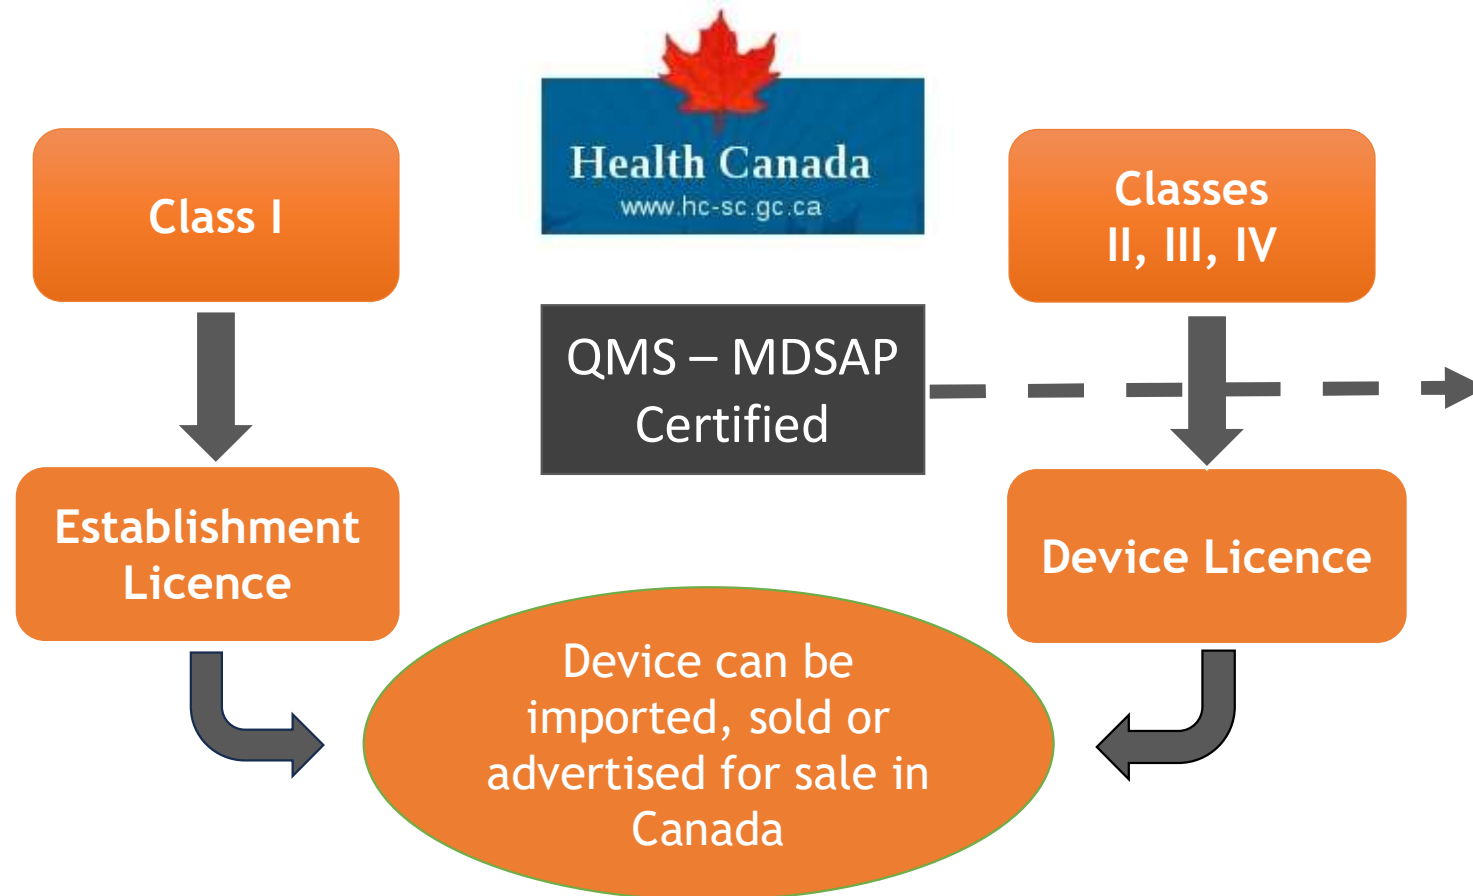 Health Canada
www.hc-sc.gc.ca
Class I
Classes
II, III, IV
QMS – MDSAP
Certified
Establishment
Licence
Device Licence
Device can be
imported, sold or
advertised for sale in
Canada